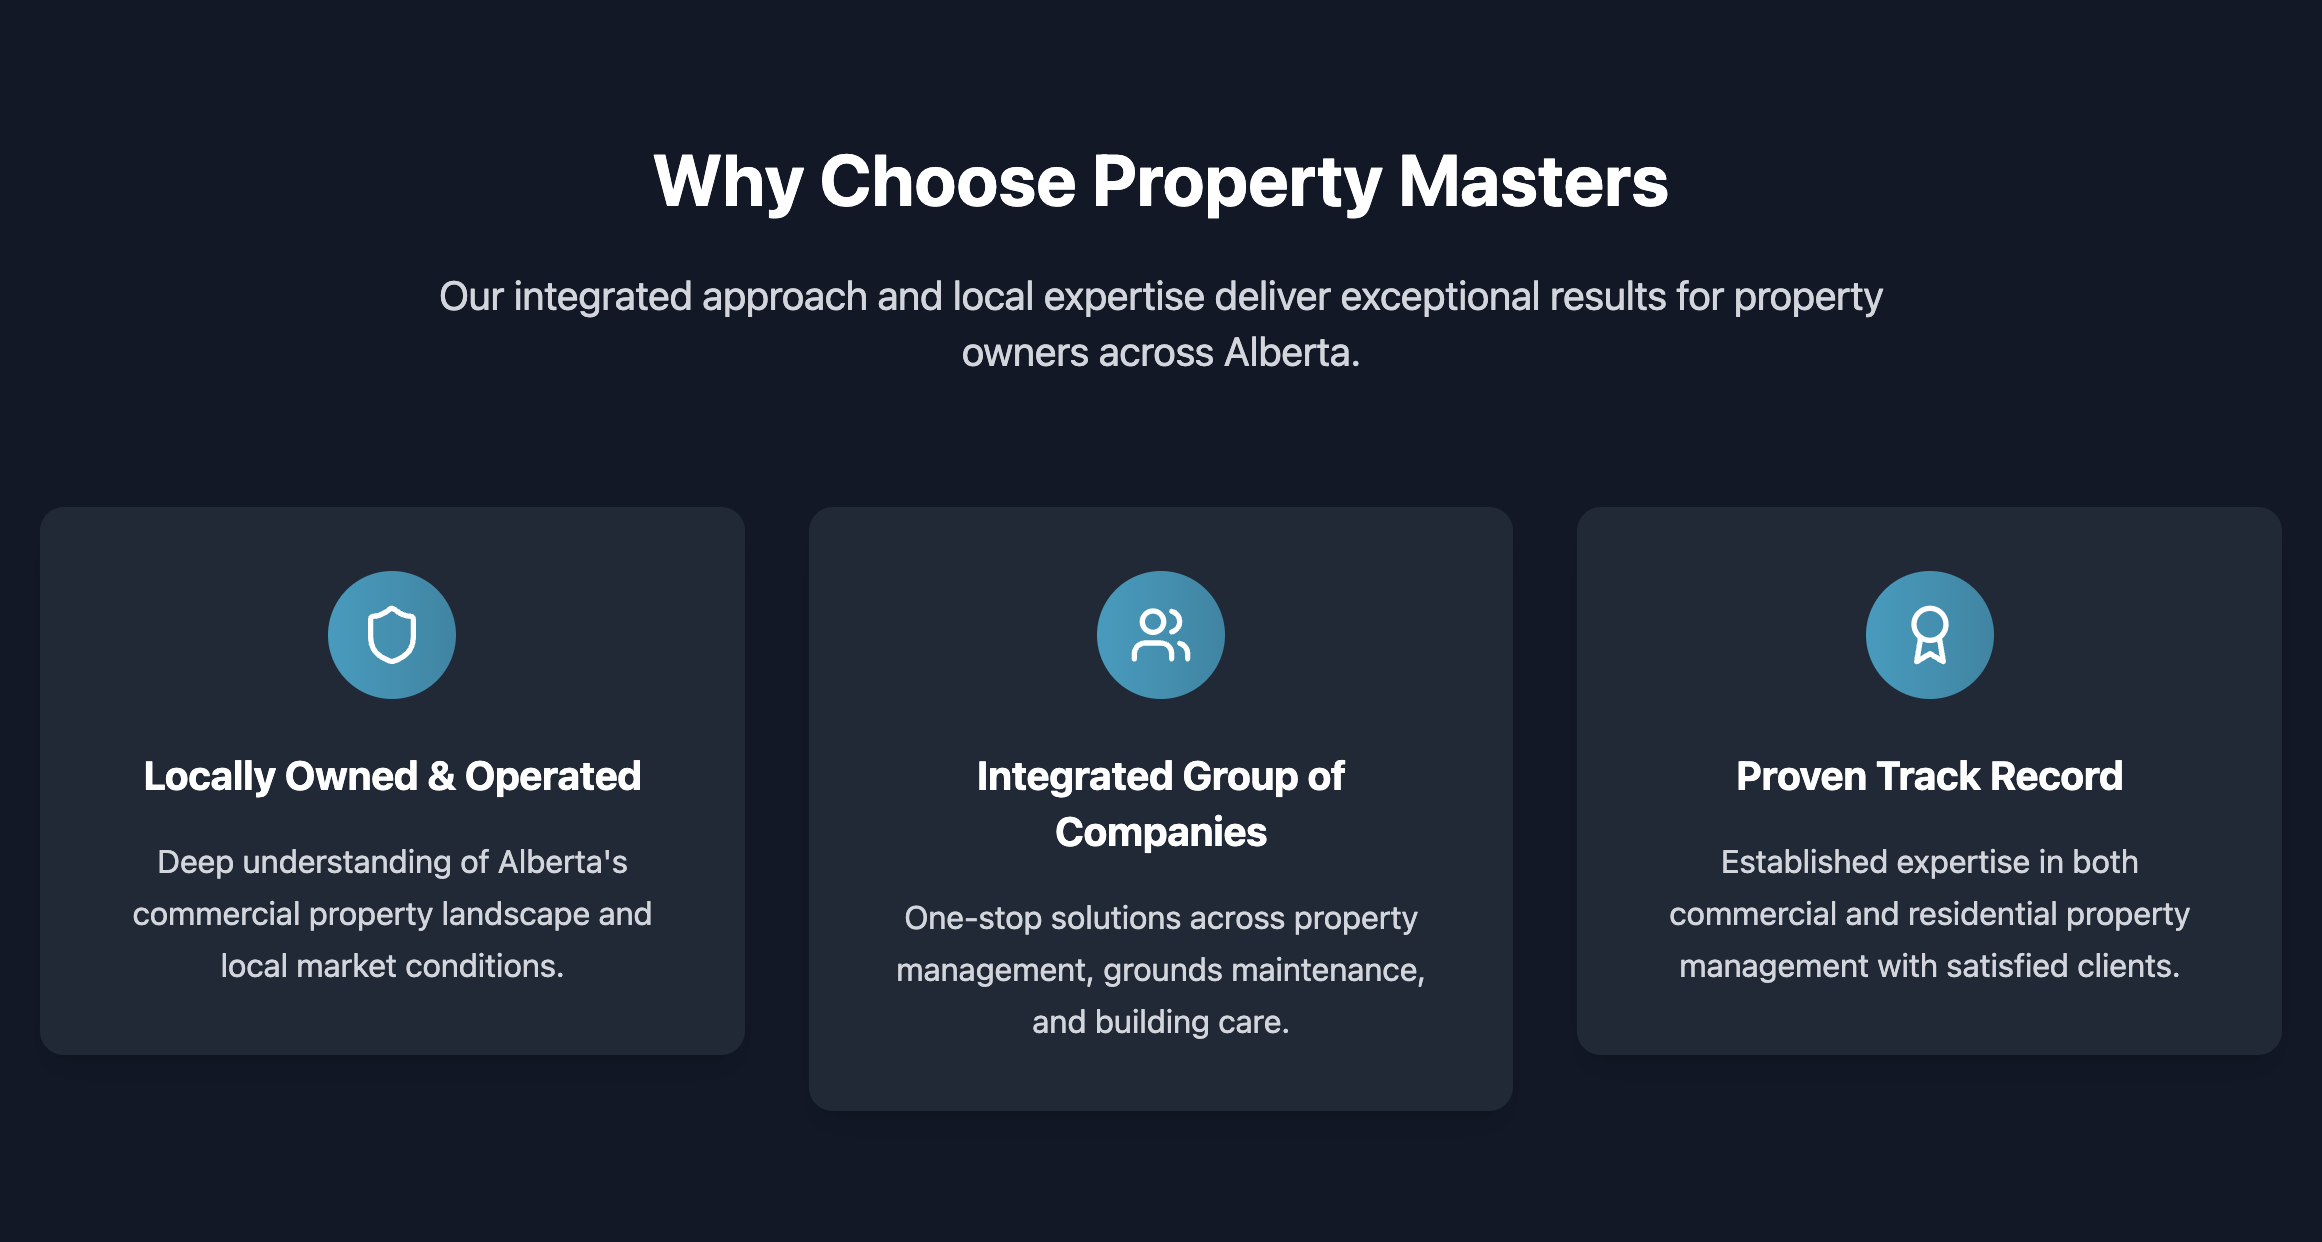 Why Choose Property Masters
Our integrated approach and local expertise deliver exceptional results for property
owners across Alberta.
Locally Owned & Operated
Deep understanding of Alberta's
commercial property landscape and
local market conditions.
Integrated Group of
Companies
One-stop solutions across property
management, grounds maintenance,
and building care.
Proven Track Record
Established expertise in both
commercial and residential property
management with satisfied clients.